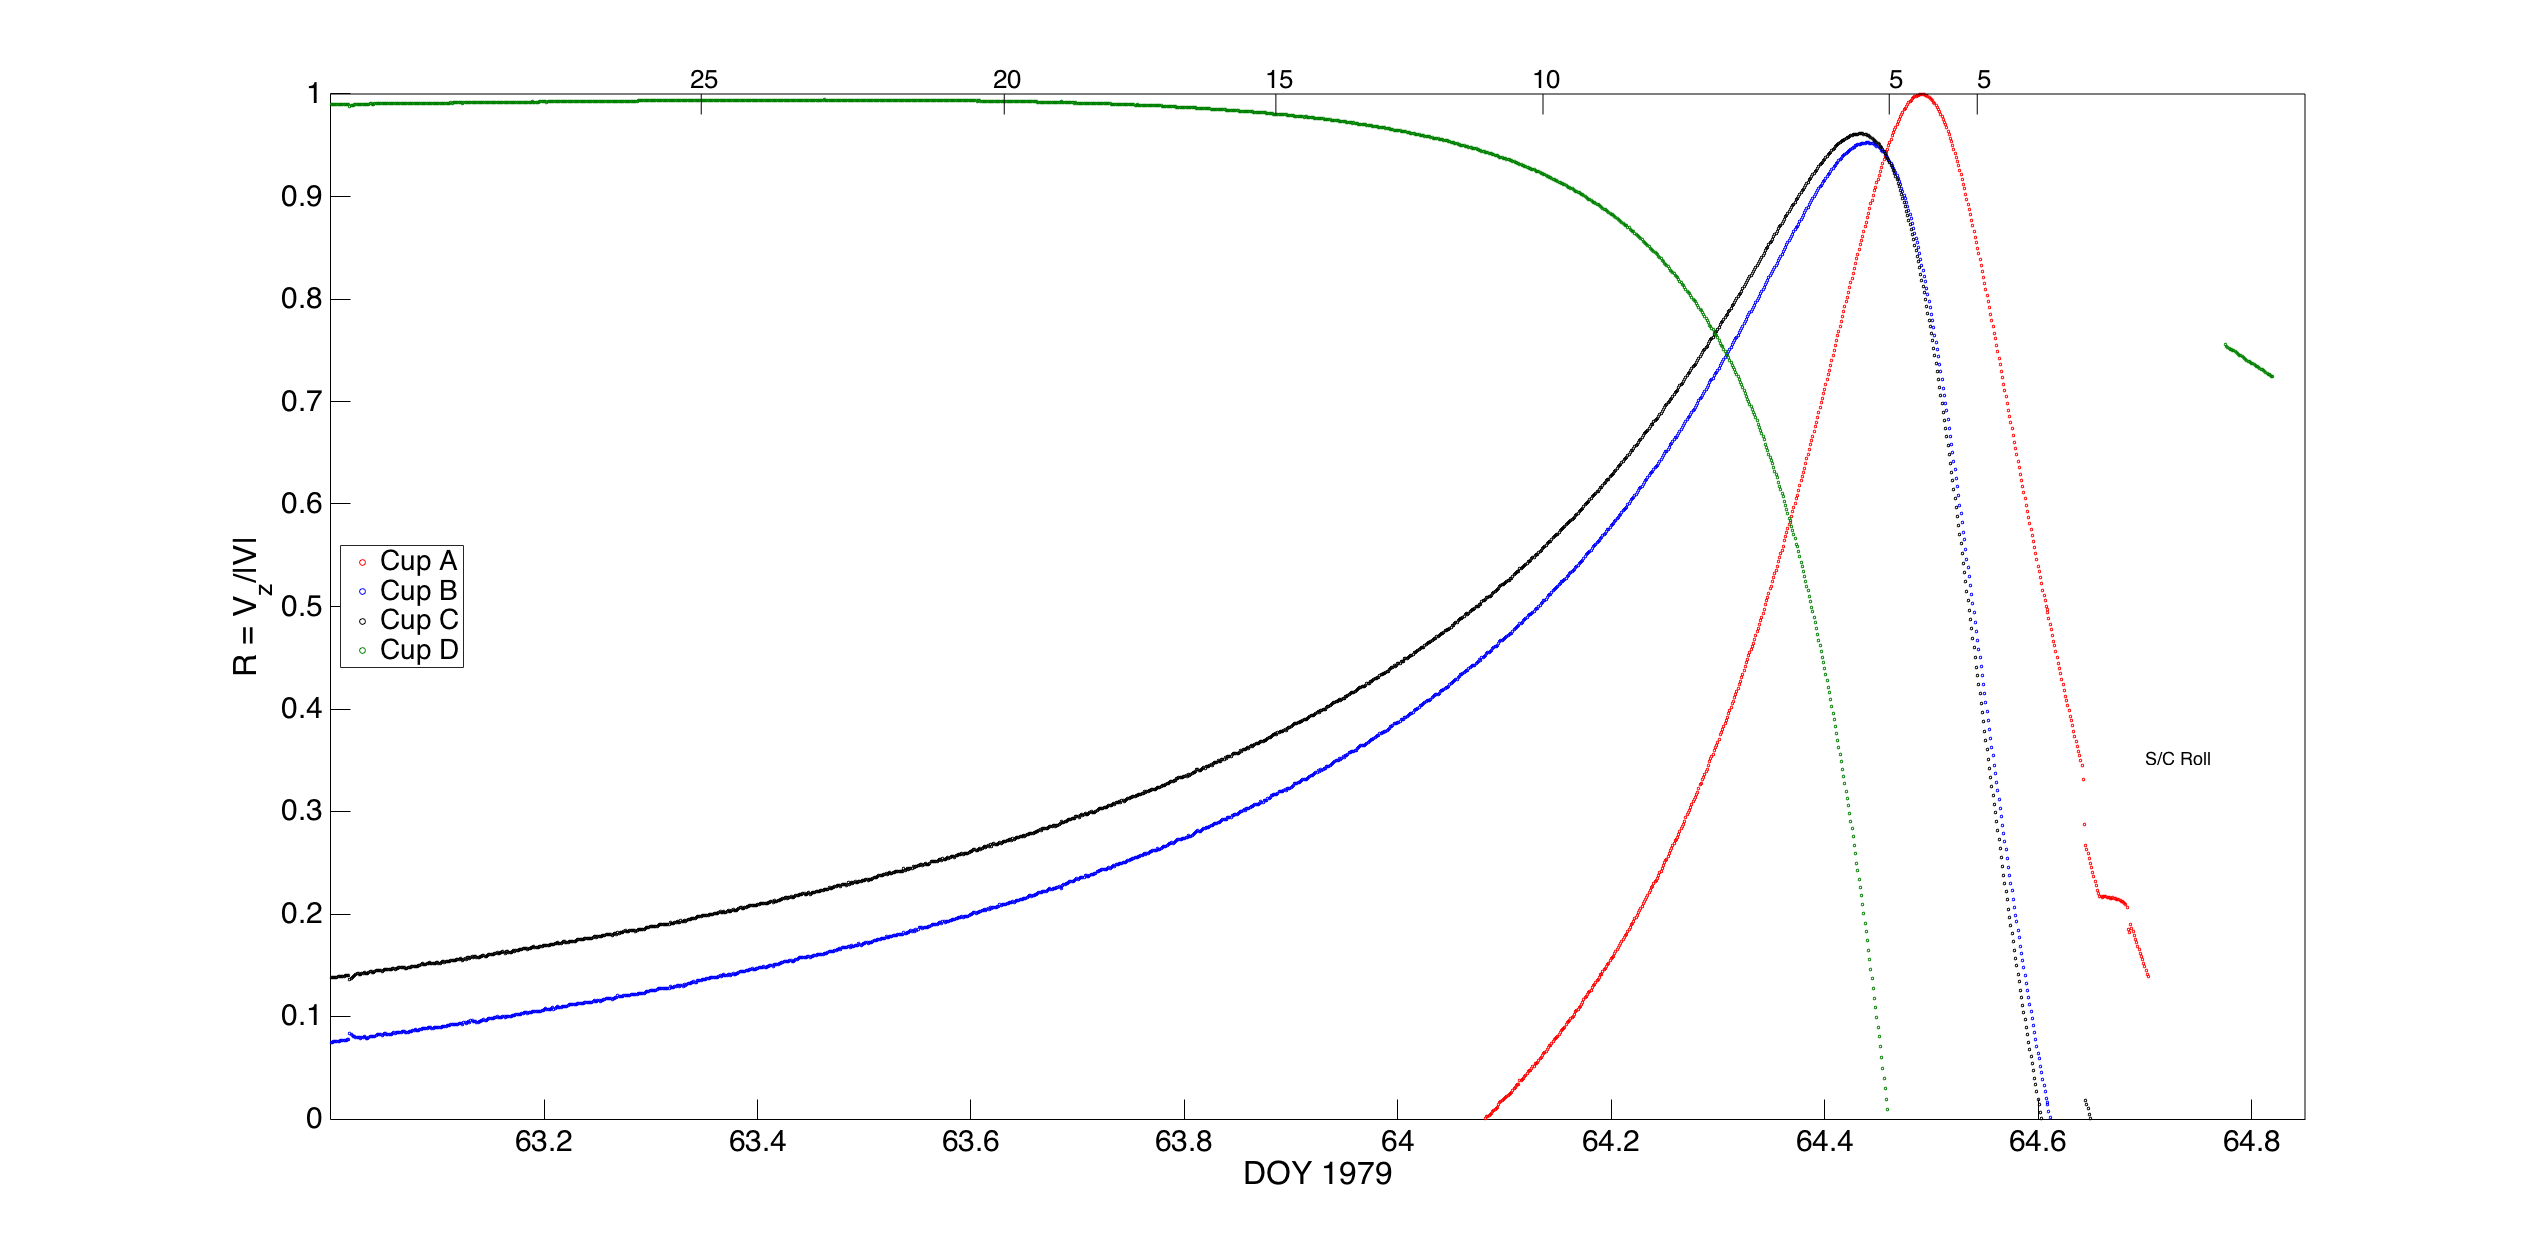 25 20 15 10 5 5
1
0.9
0.8
0.7
0.6
0.5
0.4
0.3
0.2
0.1
0
R = Vz/|V|
Cup A
Cup B
Cup C
Cup D
S/C Roll
63.2 63.4 63.6 63.8 64 64.2 64.4 64.6 64.8
DOY 1979